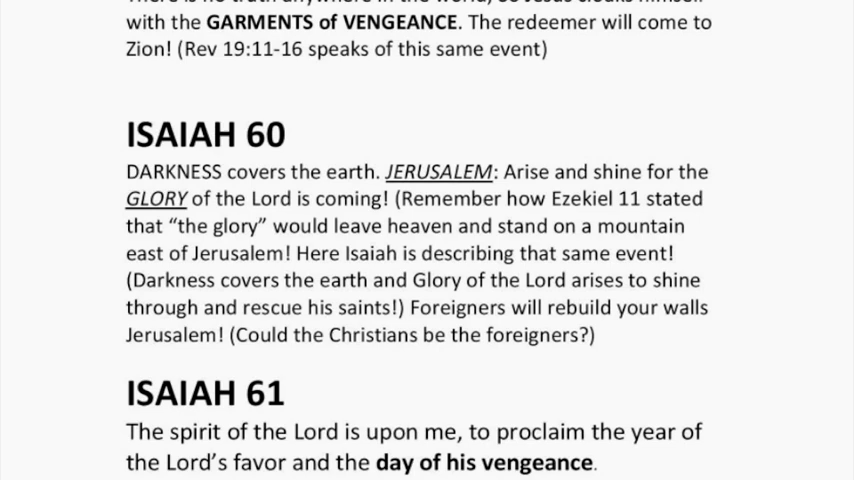 with the GARMENTS of VENGEANCE. The redeemer will come to
Zion! (Rev 19:11-16 speaks of this same event)
ISAIAH 60
DARKNESS covers the earth. JERUSALEM: Arise and shine for the
GLORY of the Lord is coming! (Remember how Ezekiel 11 stated
that “the glory” would leave heaven and stand on a mountain
east of Jerusalem! Here Isaiah is describing that same event!
(Darkness covers the earth and Glory of the Lord arises to shine
through and rescue his saints!) Foreigners will rebuild your walls
Jerusalem! (Could the Christians be the foreigners?)
ISAIAH 61
The spirit of the Lord is upon me, to proclaim the year of
the Lord’s favor and the day of his vengeance.